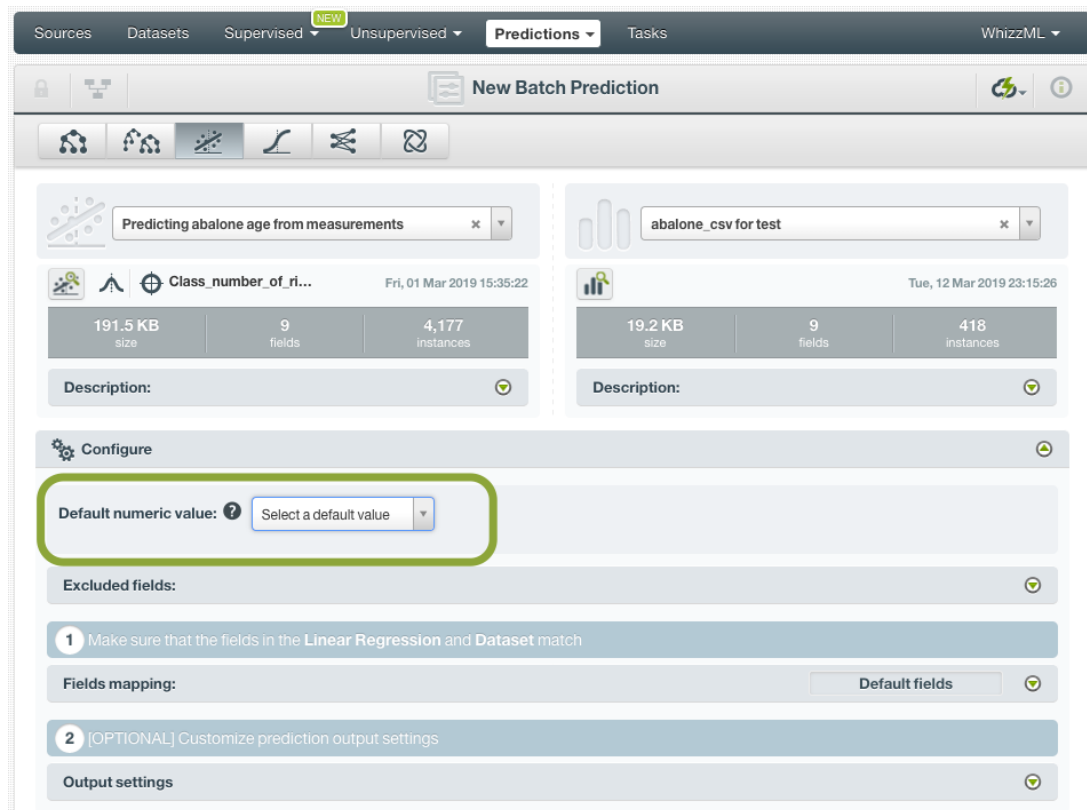 NEW
Sources Datasets Supervised Unsupervised Predictions Tasks WhizzML
New Batch Prediction
Predicting abalone age from measurements
abalone_csv for test
Class_number_of_ri... Fri, 01 Mar 2019 15:35:22
Tue, 12 Mar 2019 23:15:26
191.5 KB 9 4,177
size fields instances
19.2 KB 9 418
size fields instances
Description:
Description:
Configure
Default numeric value: ? Select a default value
Excluded fields:
1 Make sure that the fields in the Linear Regression and Dataset match
Fields mapping: Default fields
2 [OPTIONAL] Customize prediction output settings
Output settings